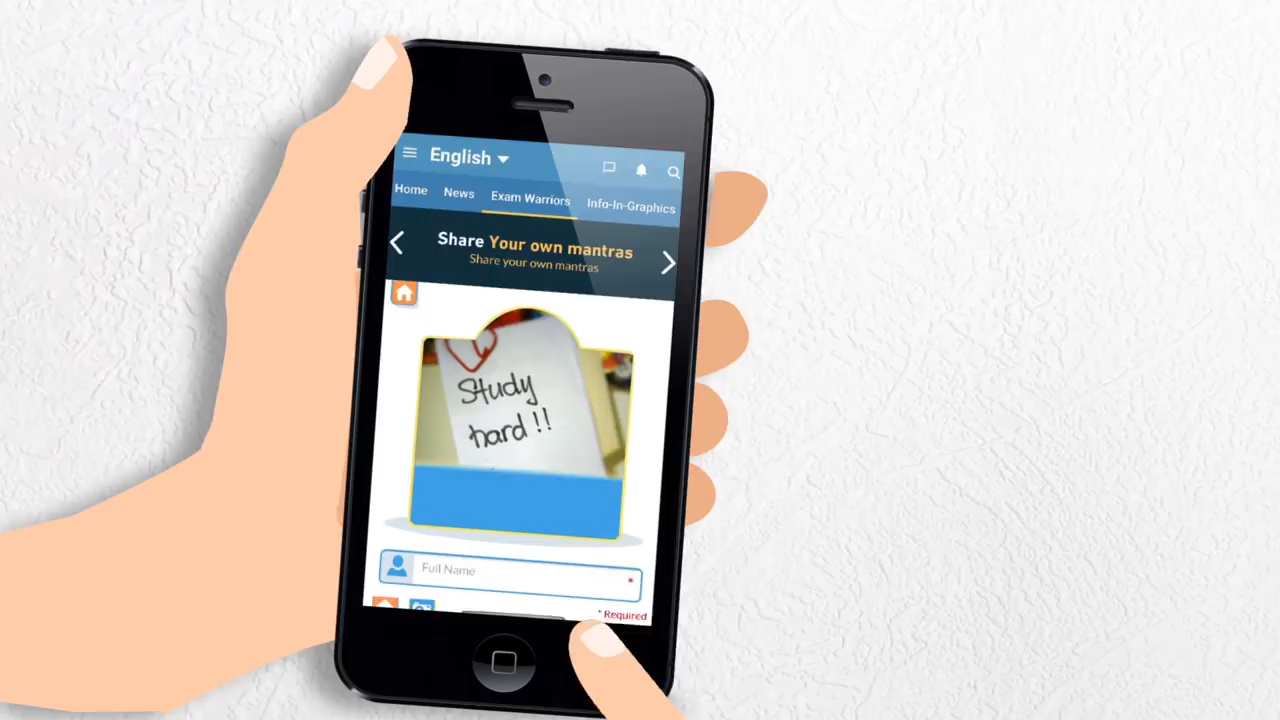 English
Home News Exam Warriors Info-In-Graphics
Share Your own mantras
Share your own mantras
Study
hard!!
Full Name *
* Required